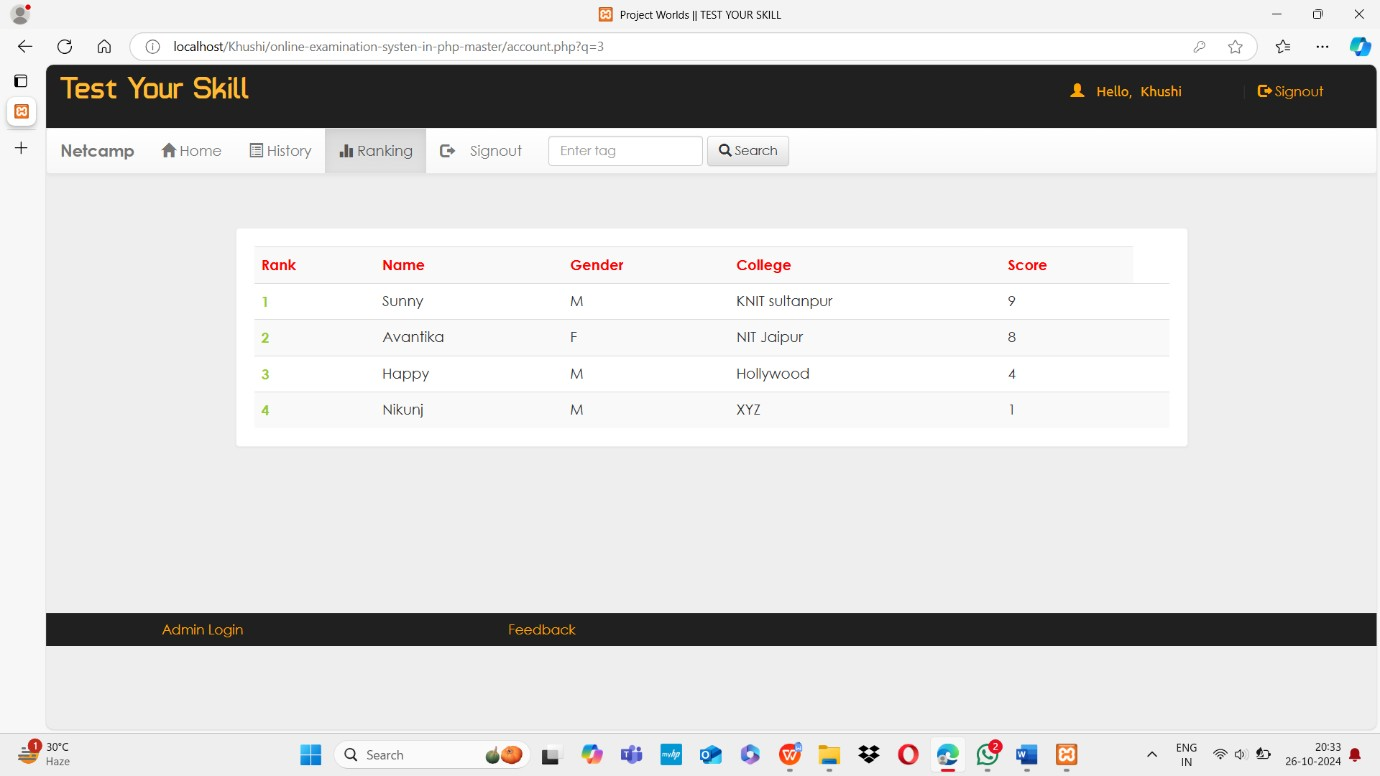 Project Worlds || TEST YOUR SKILL
localhost/Khushi/online-examination-systen-in-php-master/account.php?q=3
Test Your Skill
Hello, Khushi
Signout
Netcamp Home History Ranking Signout Enter tag Search
Rank Name Gender College Score
1 Sunny M KNIT sultanpur 9
2 Avantika F NIT Jaipur 8
3 Happy M Hollywood 4
4 Nikunj M XYZ 1
Admin Login Feedback
1 30°C
Haze
Search
mvhp
2
ENG
IN
20:33
26-10-2024